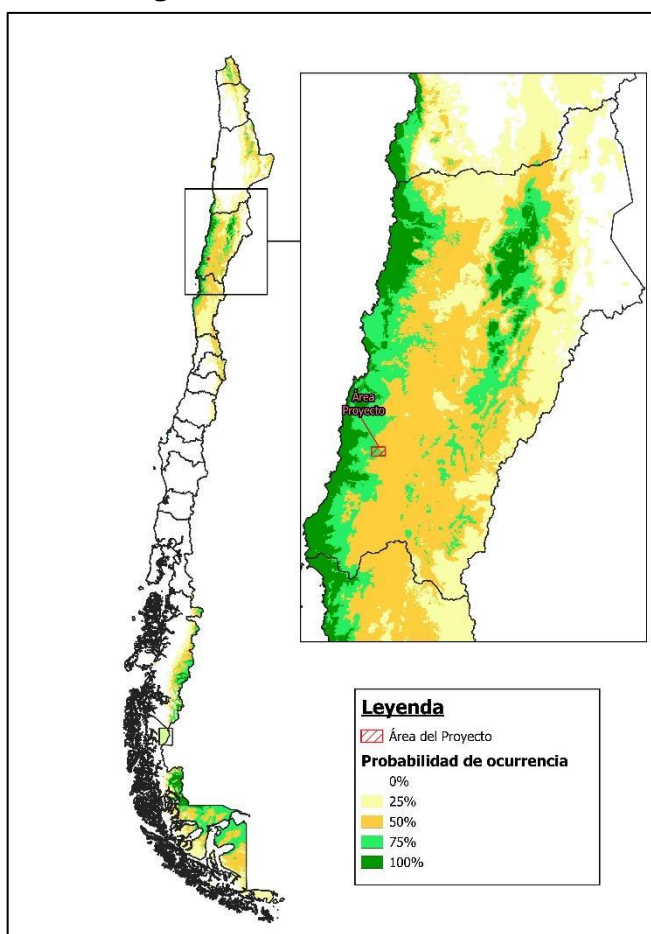 Área
Proyecto
Leyenda
Área del Proyecto
Probabilidad de ocurrencia
0%
25%
50%
75%
100%